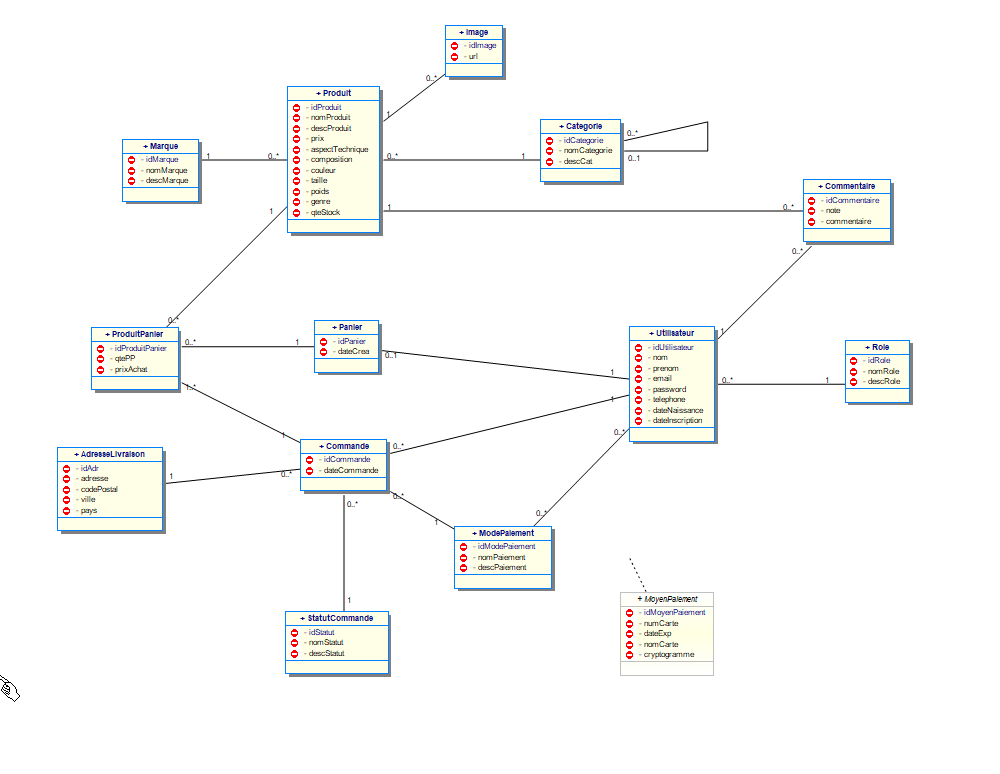 + Image
- idImage
- url
0..*
1
+ Produit
- idProduit
- nomProduit
- descProduit
- prix
- aspectTechnique
- composition
- couleur
- taille
- poids
- genre
- qteStock
+ Categorie
- idCategorie
- nomCategorie
- descCat
0..*
0..1
+ Marque
- idMarque
- nomMarque
- descMarque
1
0..*
0..*
1
+ Commentaire
- idCommentaire
- note
- commentaire
1
0..*
1
0..*
0..*
1
+ ProduitPanier
- idProduitPanier
- qtePP
- prixAchat
0..*
1
+ Panier
- idPanier
- dateCrea
0..1
1
+ Utilisateur
- idUtilisateur
- nom
- prenom
- email
- password
- telephone
- dateNaissance
- dateInscription
0..*
1
+ Role
- idRole
- nomRole
- descRole
1..*
1
1
0..*
+ AdresseLivraison
- idAdr
- adresse
- codePostal
- ville
- pays
1
0..*
+ Commande
- idCommande
- dateCommande
0..*
0..*
0..*
1
0..*
1
+ ModePaiement
- idModePaiement
- nomPaiement
- descPaiement
+ StatutCommande
- idStatut
- nomStatut
- descStatut
+ MoyenPaiement
- idMoyenPaiement
- numCarte
- dateExp
- nomCarte
- cryptogramme